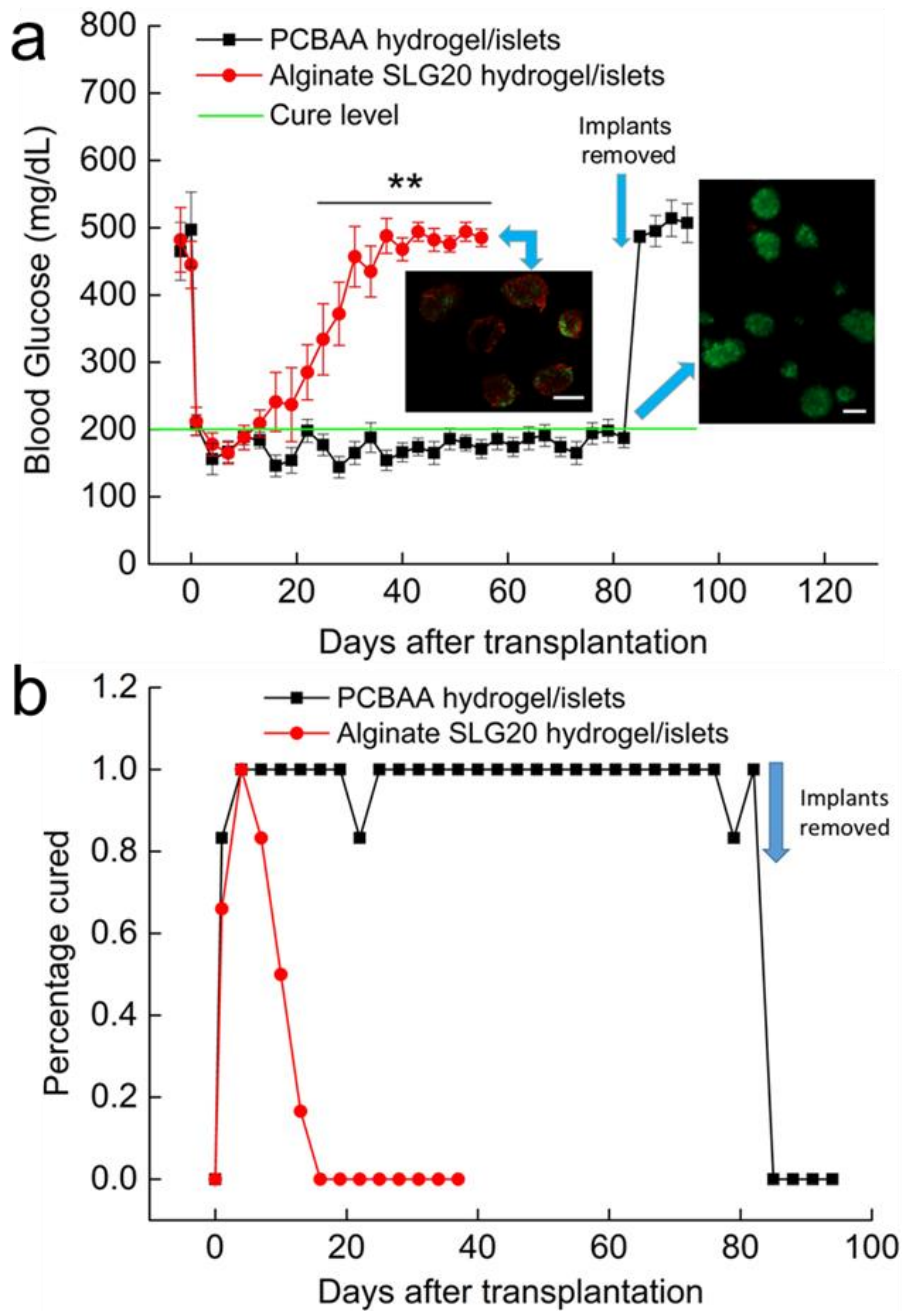 a
PCBAA hydrogel/islets
Alginate SLG20 hydrogel/islets
Cure level
Implants
removed
**
Blood Glucose (mg/dL)
800
700
600
500
400
300
200
100
0
0 20 40 60 80 100 120
Days after transplantation
b
PCBAA hydrogel/islets
Alginate SLG20 hydrogel/islets
Implants
removed
Percentage cured
1.2
1.0
0.8
0.6
0.4
0.2
0.0
0 20 40 60 80 100
Days after transplantation